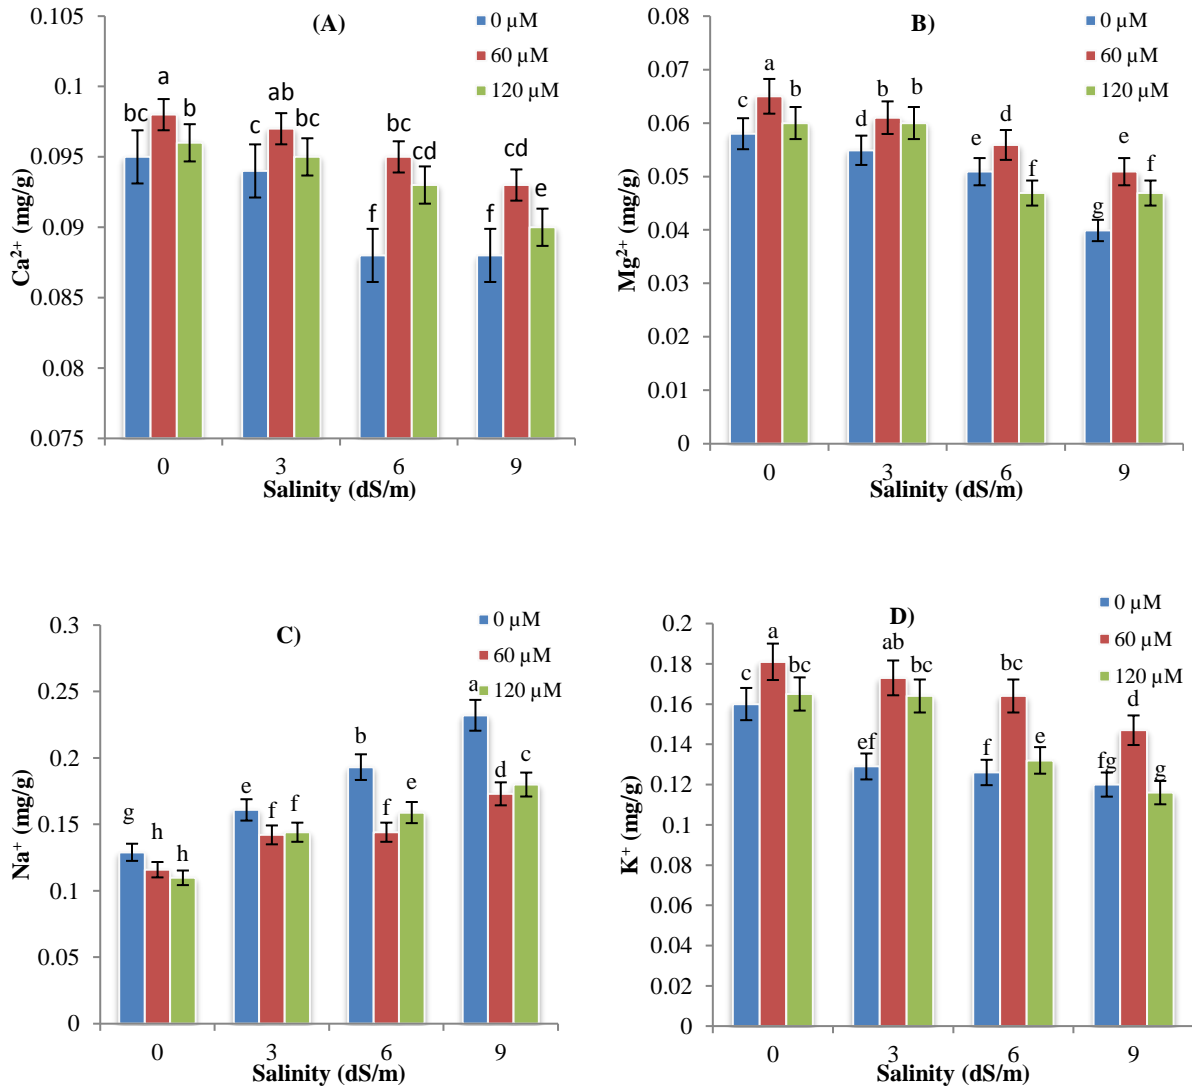 (A)
0 µM
60 µM
120 µM
0.105
0.1
0.095
0.09
0.085
0.08
0.075
Ca²⁺ (mg/g)
bc a b
c ab bc
f bc cd
f cd e
0 3 6 9
Salinity (dS/m)
B)
0 µM
60 µM
120 µM
0.08
0.07
0.06
0.05
0.04
0.03
0.02
0.01
0
Mg²⁺ (mg/g)
c a b
d b b
e d f
g e f
0 3 6 9
Salinity (dS/m)
C)
0 µM
60 µM
120 µM
0.3
0.25
0.2
0.15
0.1
0.05
0
Na⁺ (mg/g)
g h h
e f f
b f e
a d c
0 3 6 9
Salinity (dS/m)
D)
0 µM
60 µM
120 µM
0.2
0.18
0.16
0.14
0.12
0.1
0.08
0.06
0.04
0.02
0
K⁺ (mg/g)
c a bc
ef ab bc
f bc e
fg d g
0 3 6 9
Salinity (dS/m)